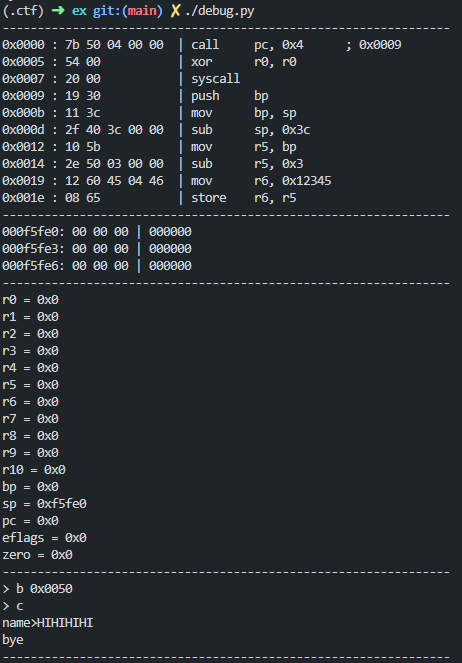 (.ctf) ➜ ex git:(main) ✗ ./debug.py
---------------------------------------------------------------
0x0000 : 7b 50 04 00 00 | call pc, 0x4 ; 0x0009
0x0005 : 54 00 | xor r0, r0
0x0007 : 20 00 | syscall
0x0009 : 19 30 | push bp
0x000b : 11 3c | mov bp, sp
0x000d : 2f 40 3c 00 00 | sub sp, 0x3c
0x0012 : 10 5b | mov r5, bp
0x0014 : 2e 50 03 00 00 | sub r5, 0x3
0x0019 : 12 60 45 04 46 | mov r6, 0x12345
0x001e : 08 65 | store r6, r5
---------------------------------------------------------------
000f5fe0: 00 00 00 | 000000
000f5fe3: 00 00 00 | 000000
000f5fe6: 00 00 00 | 000000
---------------------------------------------------------------
r0 = 0x0
r1 = 0x0
r2 = 0x0
r3 = 0x0
r4 = 0x0
r5 = 0x0
r6 = 0x0
r7 = 0x0
r8 = 0x0
r9 = 0x0
r10 = 0x0
bp = 0x0
sp = 0xf5fe0
pc = 0x0
eflags = 0x0
zero = 0x0
---------------------------------------------------------------
> b 0x0050
> c
name>HIHIHIHI
bye
---------------------------------------------------------------